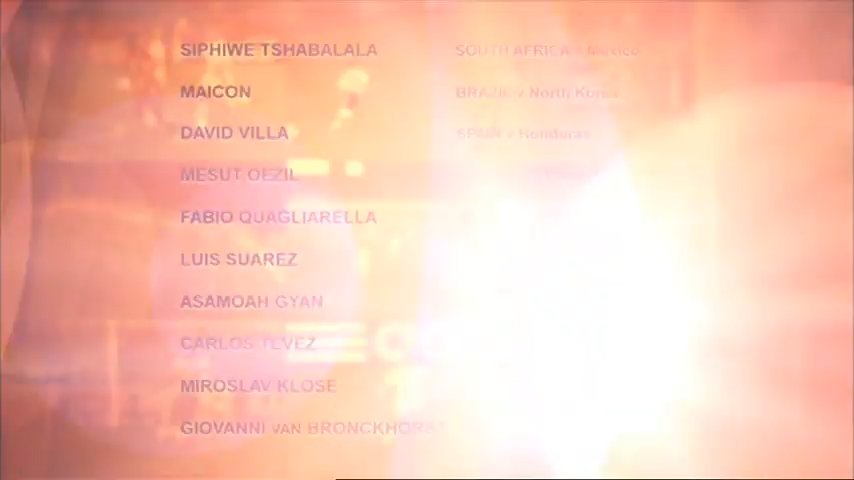 SIPHIWE TSHABALALA SOUTH AFRICA v Mexico
MAICON BRAZIL v North Korea
DAVID VILLA SPAIN v Honduras
MESUT OEZIL
FABIO QUAGLIARELLA
LUIS SUAREZ
ASAMOAH GYAN
CARLOS TEVEZ
MIROSLAV KLOSE
GIOVANNI VAN BRONCKHORST